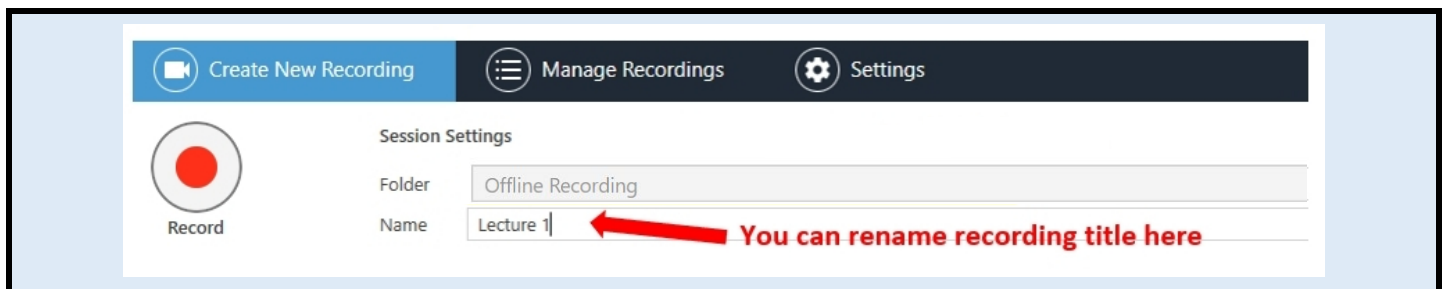 Create New Recording Manage Recordings Settings
Session Settings
Folder Offline Recording
Name Lecture 1
Record
You can rename recording title here